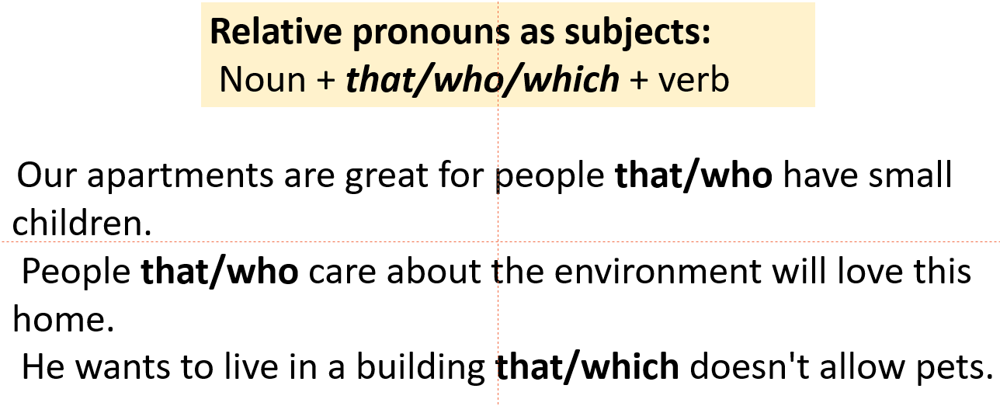 Relative pronouns as subjects:
Noun + that/who/which + verb
Our apartments are great for people that/who have small
children.
People that/who care about the environment will love this
home.
He wants to live in a building that/which doesn't allow pets.